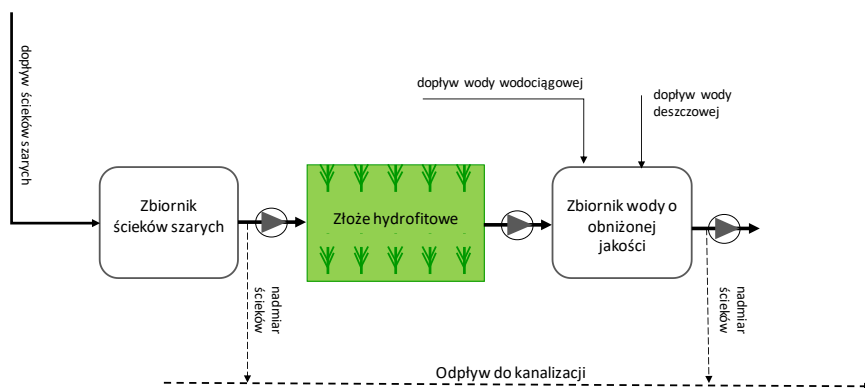 dopływ ścieków szarych
dopływ wody wodociągowej
dopływ wody
deszczowej
Zbiornik
ścieków szarych
Złoże hydrofitowe
Zbiornik wody o
obniżonej
jakości
nadmiar
ścieków
nadmiar
ścieków
Odpływ do kanalizacji